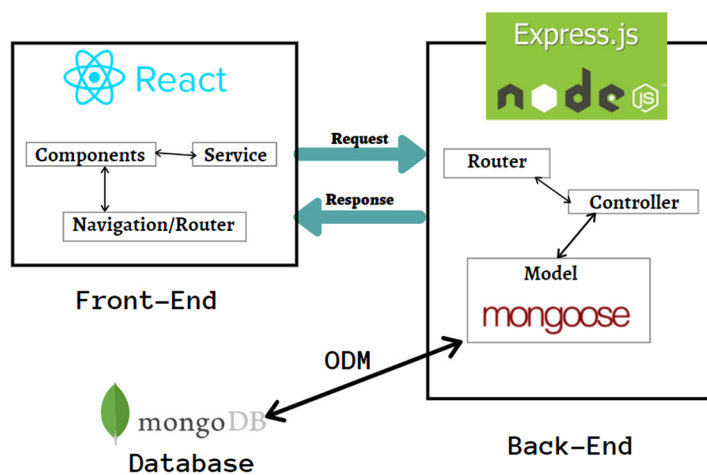 React
Components
Service
Navigation/Router
Front-End
Request
Response
Express.js
node
JS
Router
Controller
Model
mongoose
Back-End
ODM
mongoDB
Database